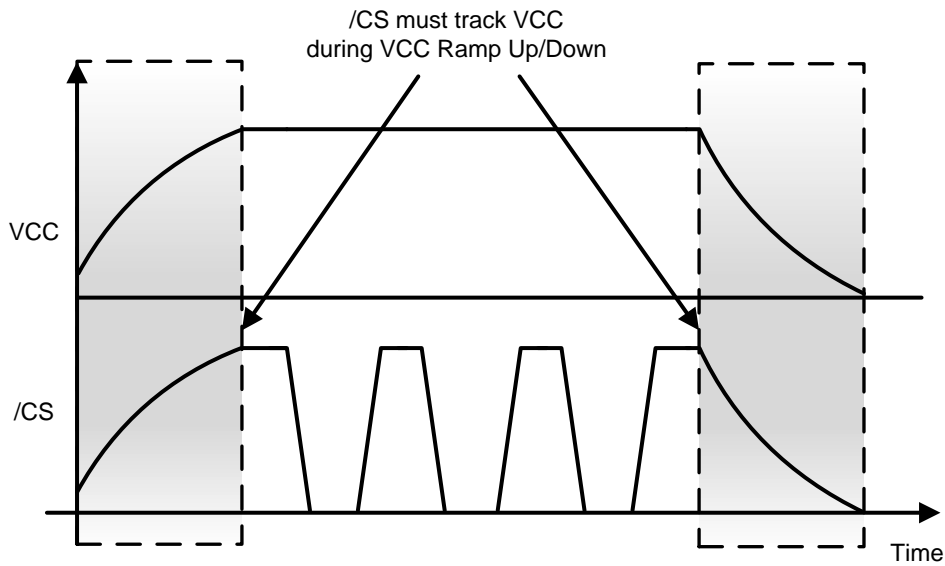 /CS must track VCC
during VCC Ramp Up/Down
VCC
/CS
Time